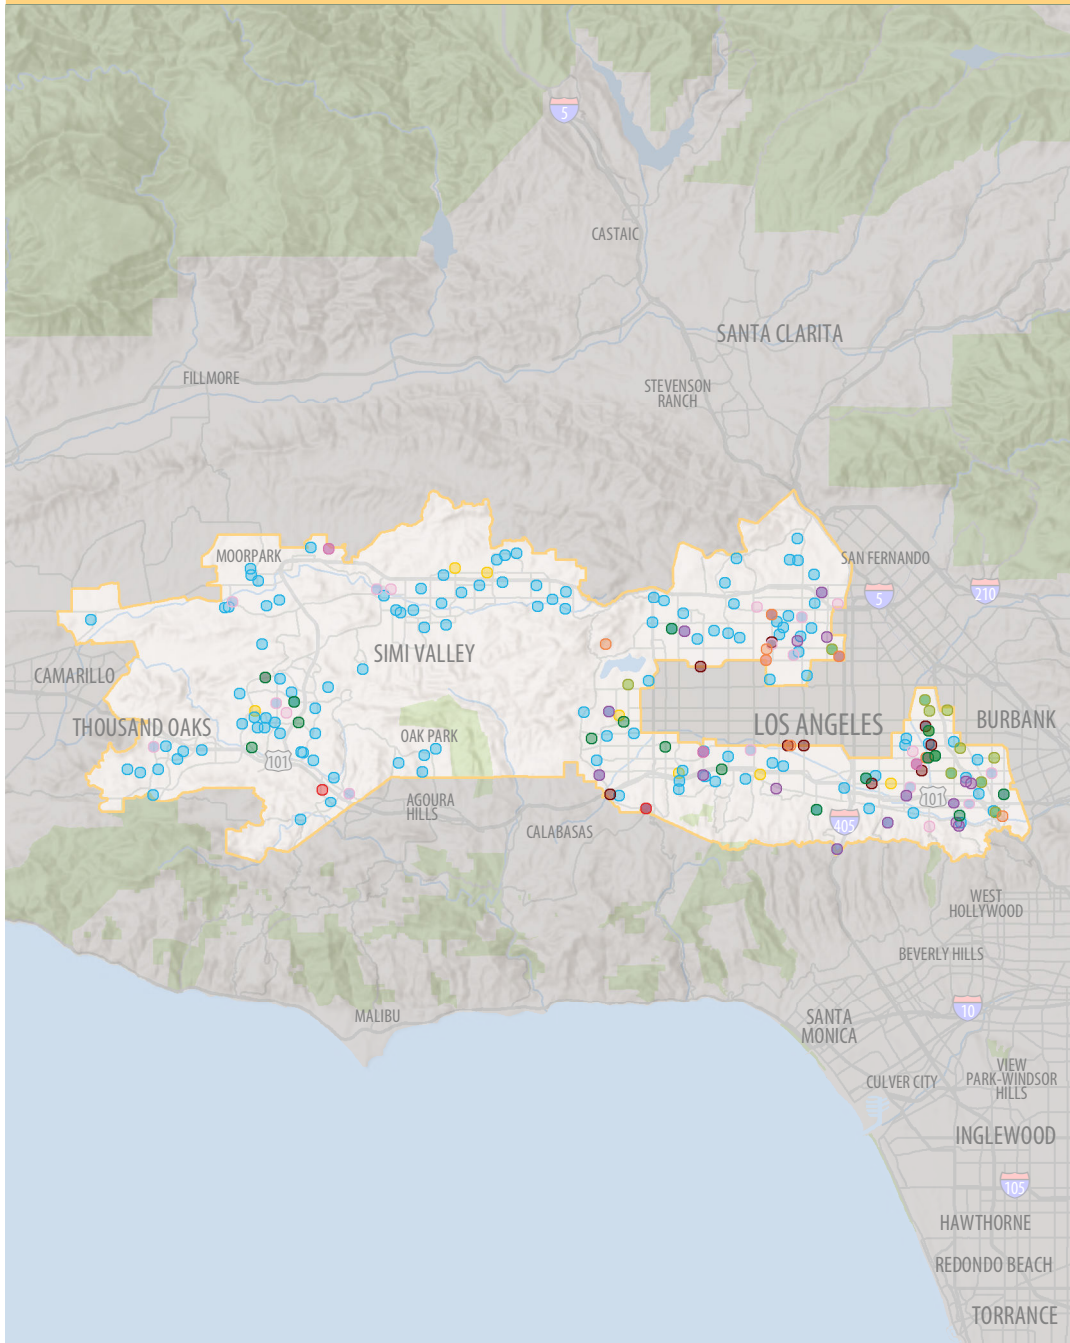 5
CASTAIC
SANTA CLARITA
FILLMORE
STEVENSON
RANCH
MOORPARK
SAN FERNANDO
5
210
SIMI VALLEY
CAMARILLO
THOUSAND OAKS
OAK PARK
LOS ANGELES
BURBANK
101
101
AGOURA
HILLS
CALABASAS
405
WEST
HOLLYWOOD
BEVERLY HILLS
10
MALIBU
SANTA
MONICA
VIEW
PARK-WINDSOR
HILLS
CULVER CITY
INGLEWOOD
105
HAWTHORNE
REDONDO BEACH
TORRANCE